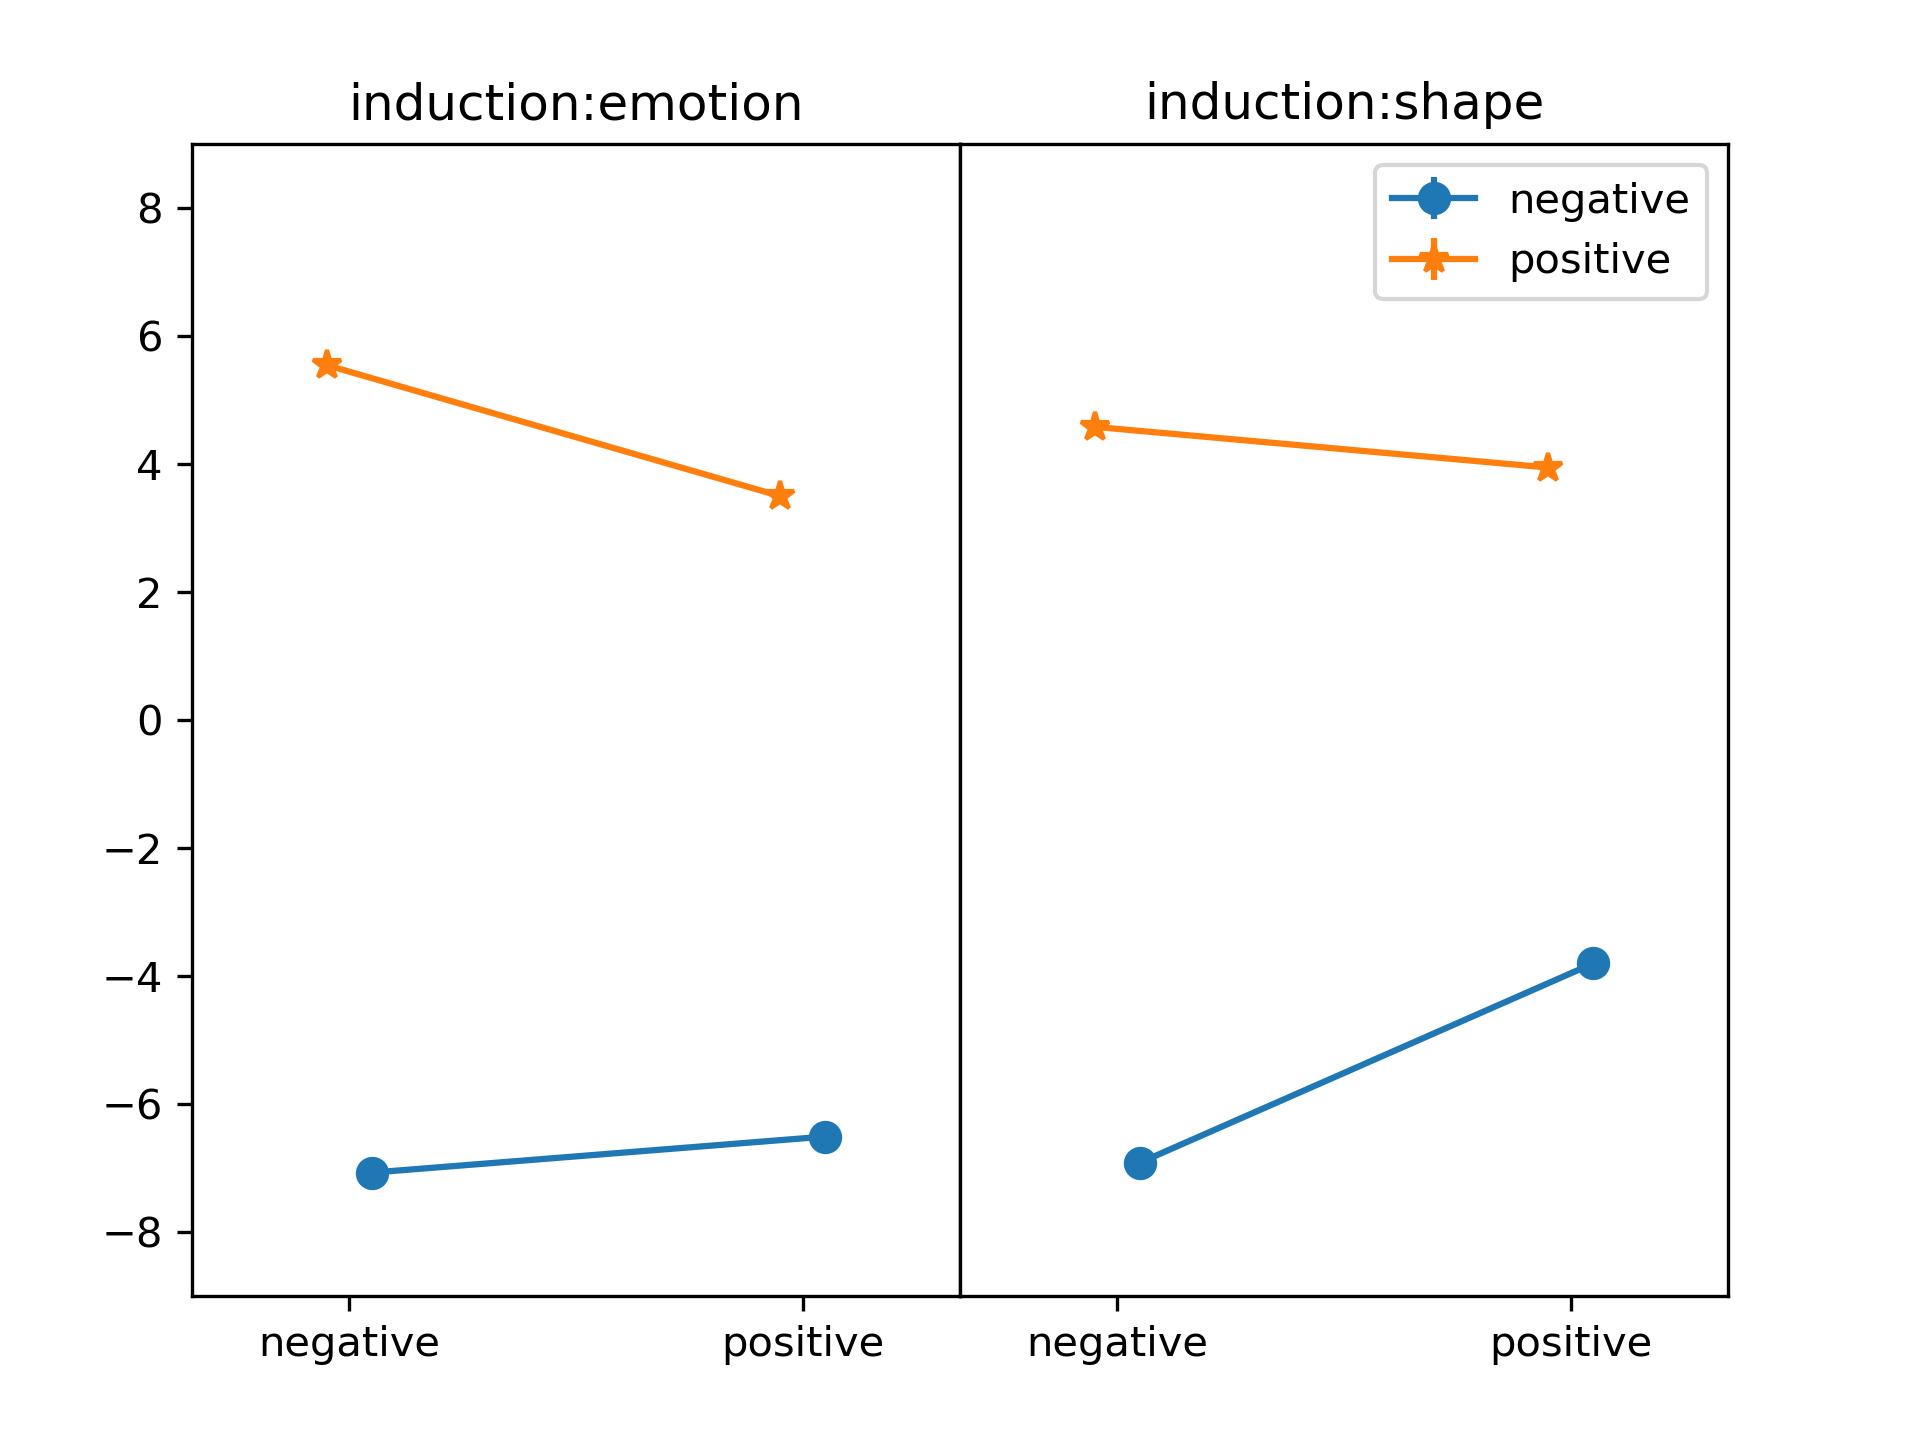 induction:emotion
induction:shape
negative
positive
8
6
4
2
0
−2
−4
−6
−8
negative
positive
negative
positive